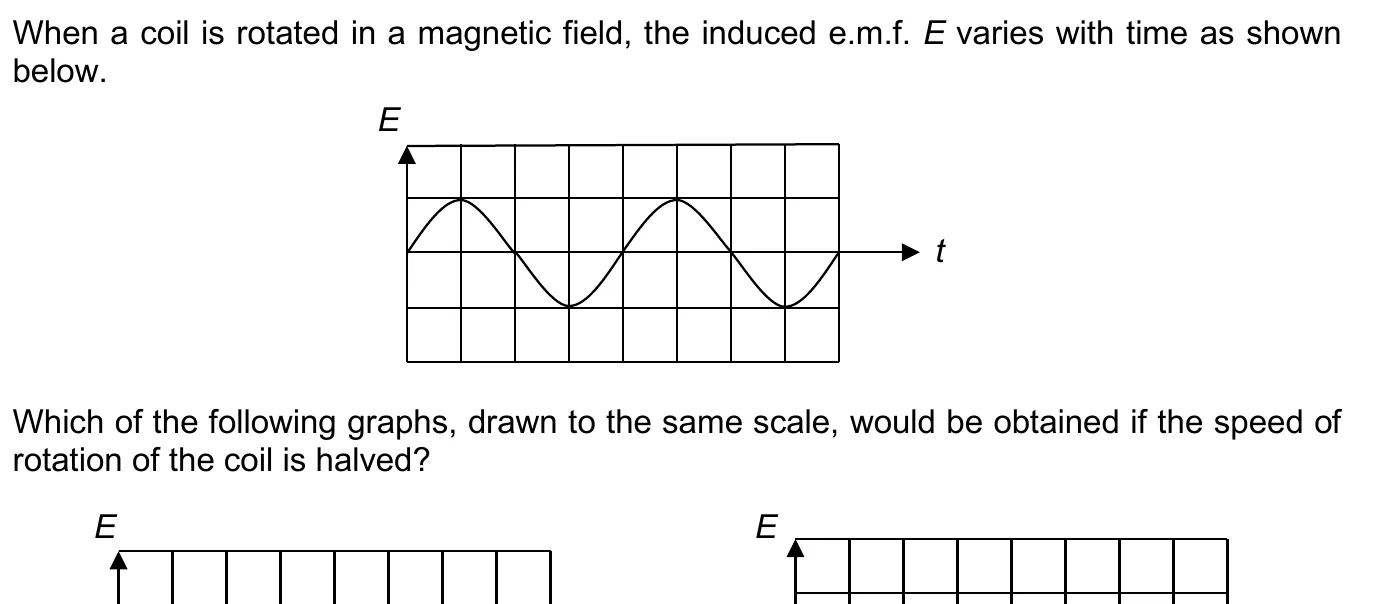 When a coil is rotated in a magnetic field, the induced e.m.f. E varies with time as shown
below.
E
t
Which of the following graphs, drawn to the same scale, would be obtained if the speed of
rotation of the coil is halved?
E
E